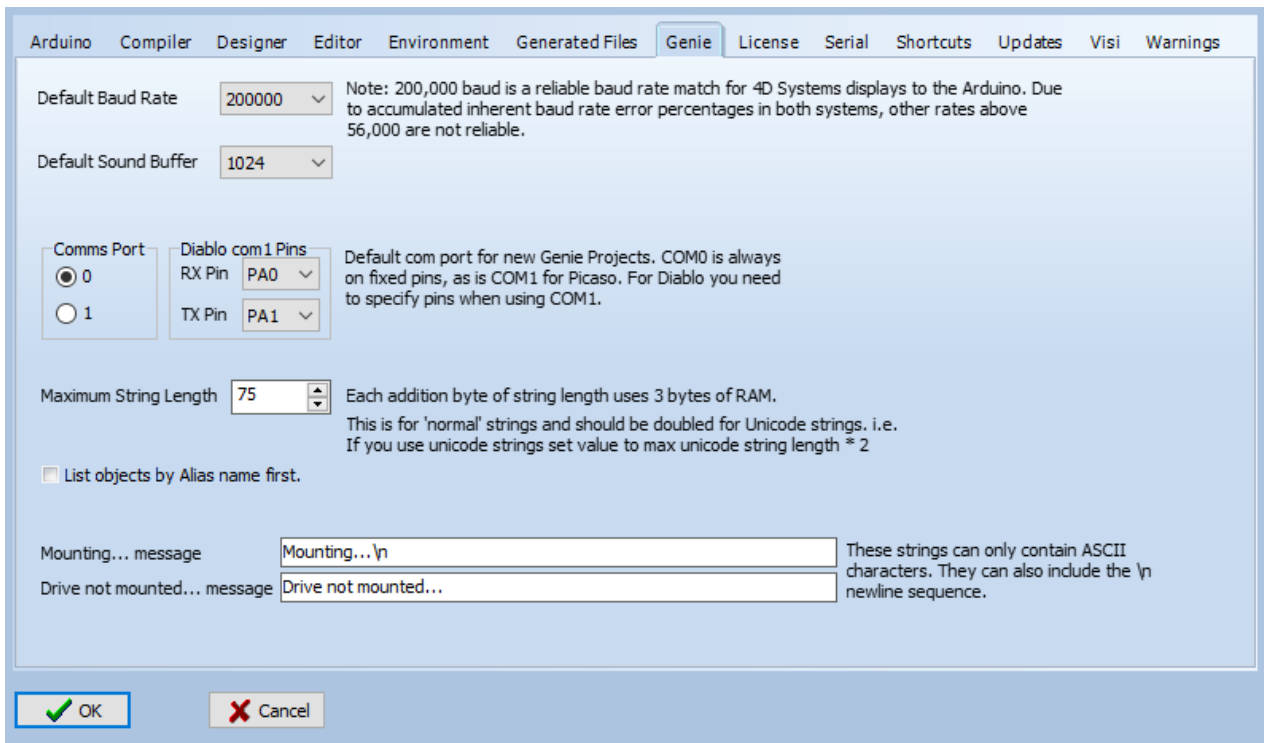 Arduino Compiler Designer Editor Environment Generated Files Genie License Serial Shortcuts Updates Visi Warnings
Default Baud Rate 200000
Note: 200,000 baud is a reliable baud rate match for 4D Systems displays to the Arduino. Due
to accumulated inherent baud rate error percentages in both systems, other rates above
56,000 are not reliable.
Default Sound Buffer 1024
Comms Port
0
1
Diablo com1 Pins
RX Pin PA0
TX Pin PA1
Default com port for new Genie Projects. COM0 is always
on fixed pins, as is COM1 for Picaso. For Diablo you need
to specify pins when using COM1.
Maximum String Length 75
Each addition byte of string length uses 3 bytes of RAM.
This is for 'normal' strings and should be doubled for Unicode strings. i.e.
If you use unicode strings set value to max unicode string length * 2
List objects by Alias name first.
Mounting... message Mounting...\n
Drive not mounted... message Drive not mounted...
These strings can only contain ASCII
characters. They can also include the \n
newline sequence.
OK Cancel